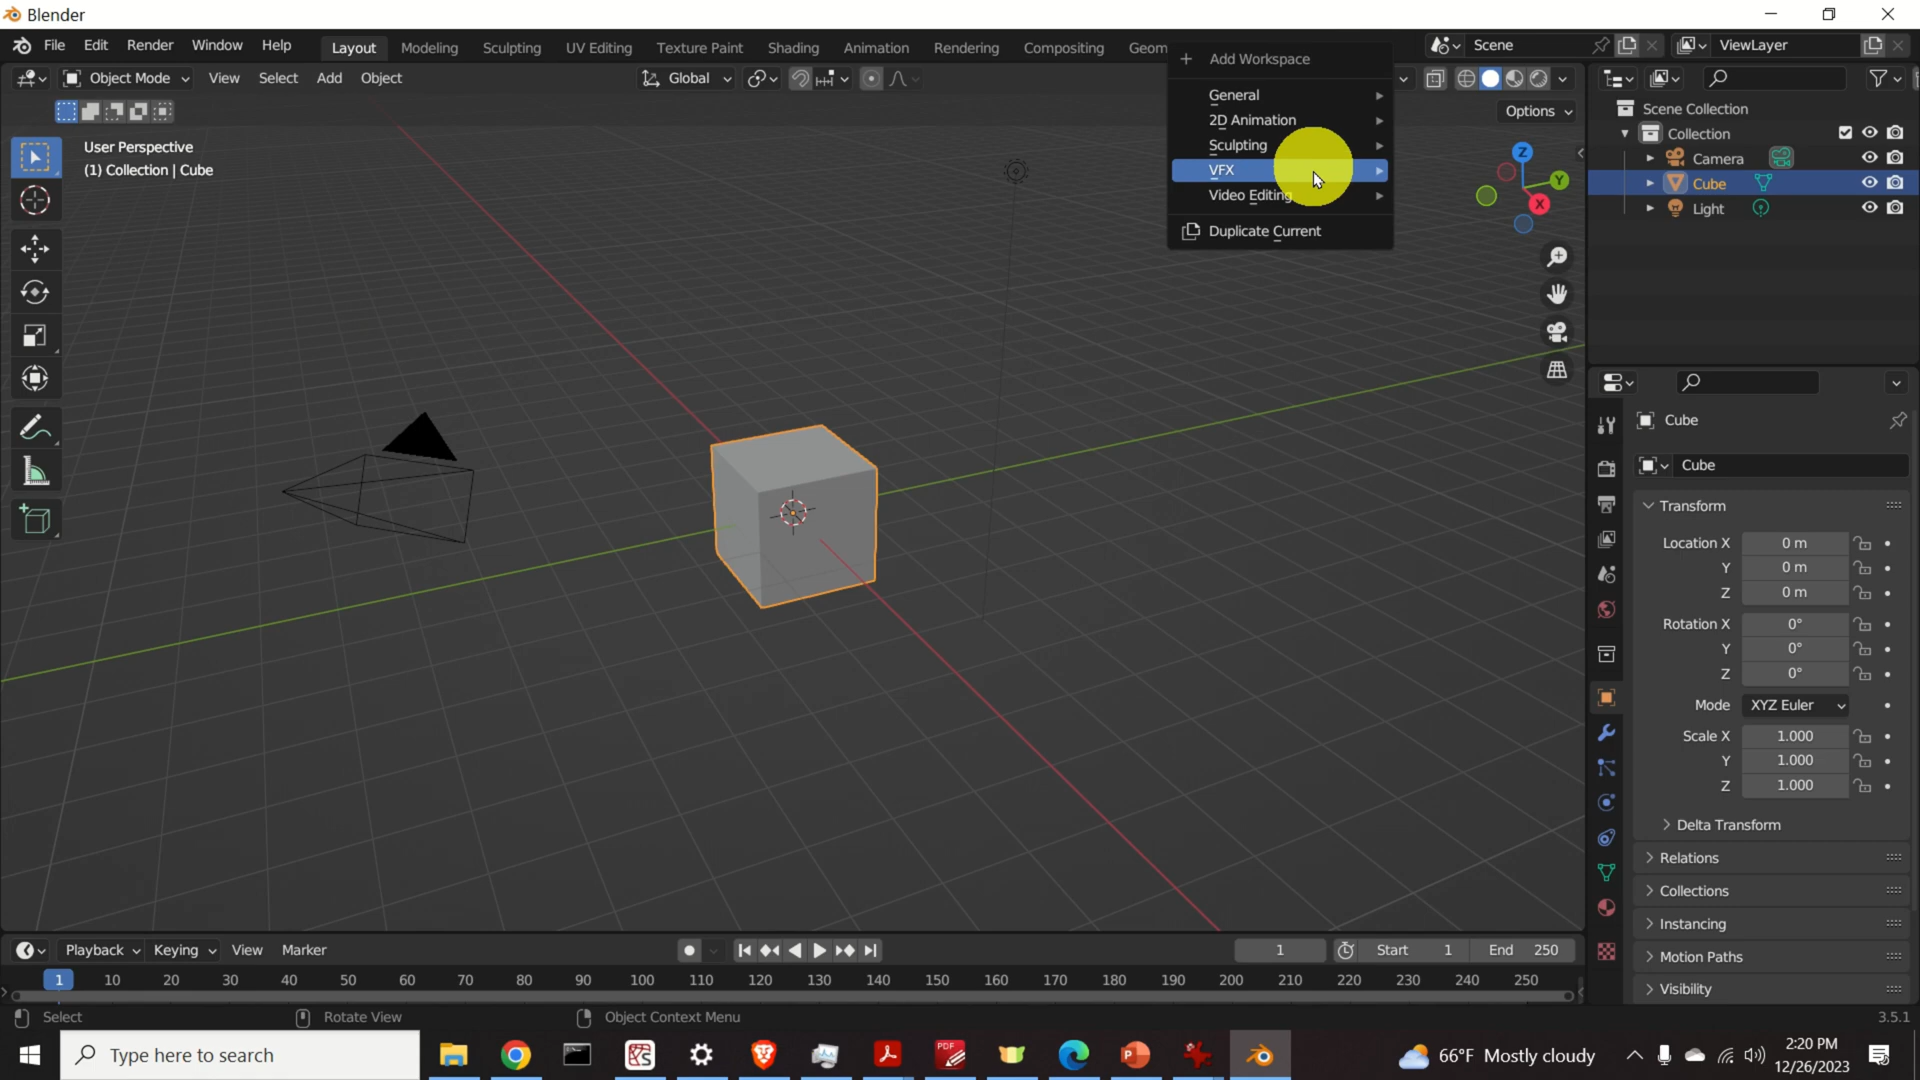 Blender
File Edit Render Window Help Layout Modeling Sculpting UV Editing Texture Paint Shading Animation Rendering Compositing Geom
Scene ViewLayer
Object Mode View Select Add Object Global
Options
User Perspective
(1) Collection | Cube
Add Workspace
General
2D Animation
Sculpting
VFX
Video Editing
Duplicate Current
Z
Y
X
Scene Collection
Collection
Camera
Cube
Light
Cube
Cube
Transform
Location X 0 m
Y 0 m
Z 0 m
Rotation X 0°
Y 0°
Z 0°
Mode XYZ Euler
Scale X 1.000
Y 1.000
Z 1.000
Delta Transform
Relations
Collections
Instancing
Motion Paths
Visibility
Playback Keying View Marker 1 Start 1 End 250
1 10 20 30 40 50 60 70 80 90 100 110 120 130 140 150 160 170 180 190 200 210 220 230 240 250
Select Rotate View Object Context Menu 3.5.1
Type here to search
PDF
66°F Mostly cloudy
2:20 PM
12/26/2023